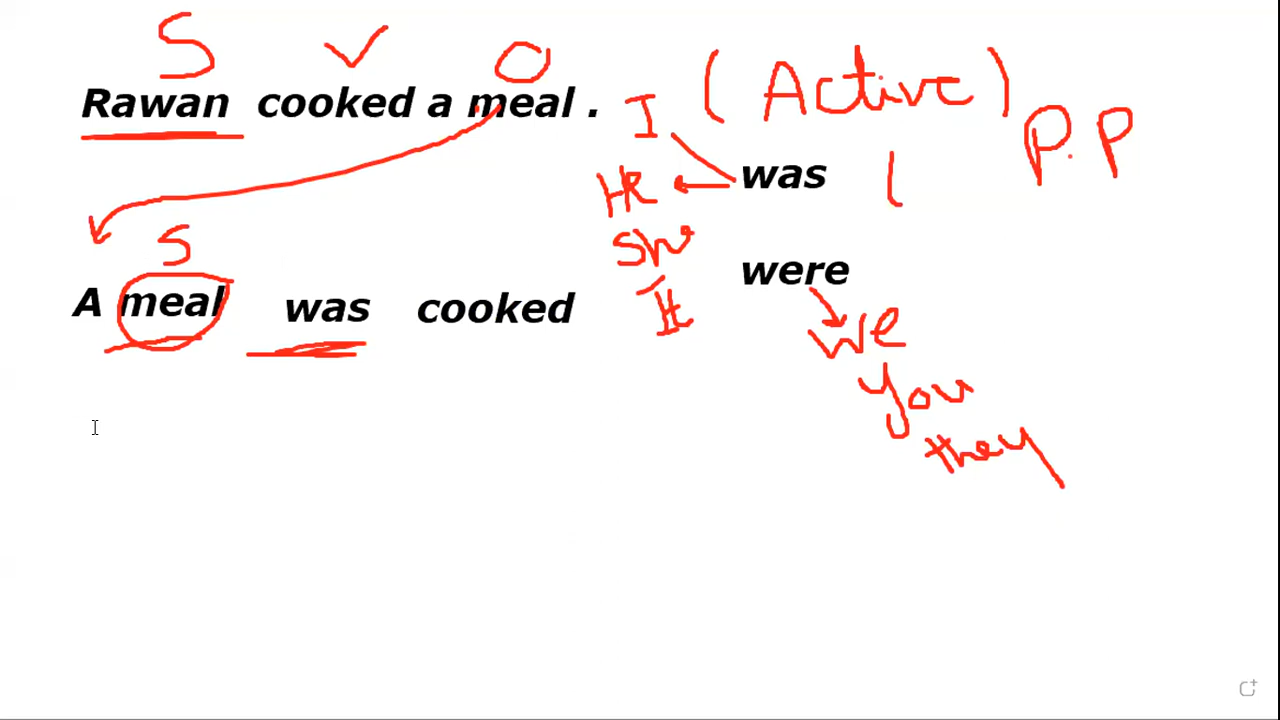 S V O
Rawan cooked a meal .
(Active)
P.P
I
was (
He
She
It
were
We
you
they
S
A meal was cooked